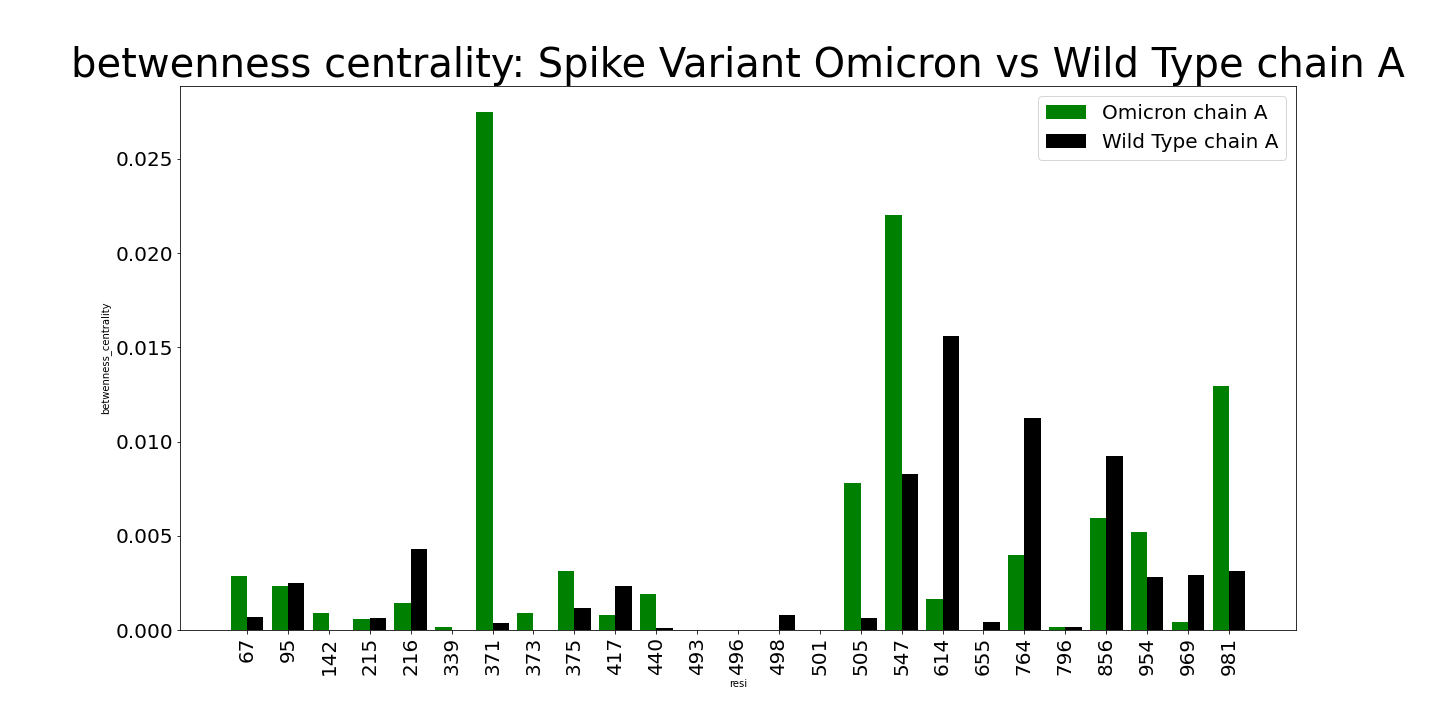 betwenness centrality: Spike Variant Omicron vs Wild Type chain A
Omicron chain A
Wild Type chain A
0.025
0.020
0.015
0.010
0.005
0.000
betwenness_centrality
67 95 142 215 216 339 371 373 375 417 440 493 496 498 501 505 547 614 655 764 796 856 954 969 981
resi